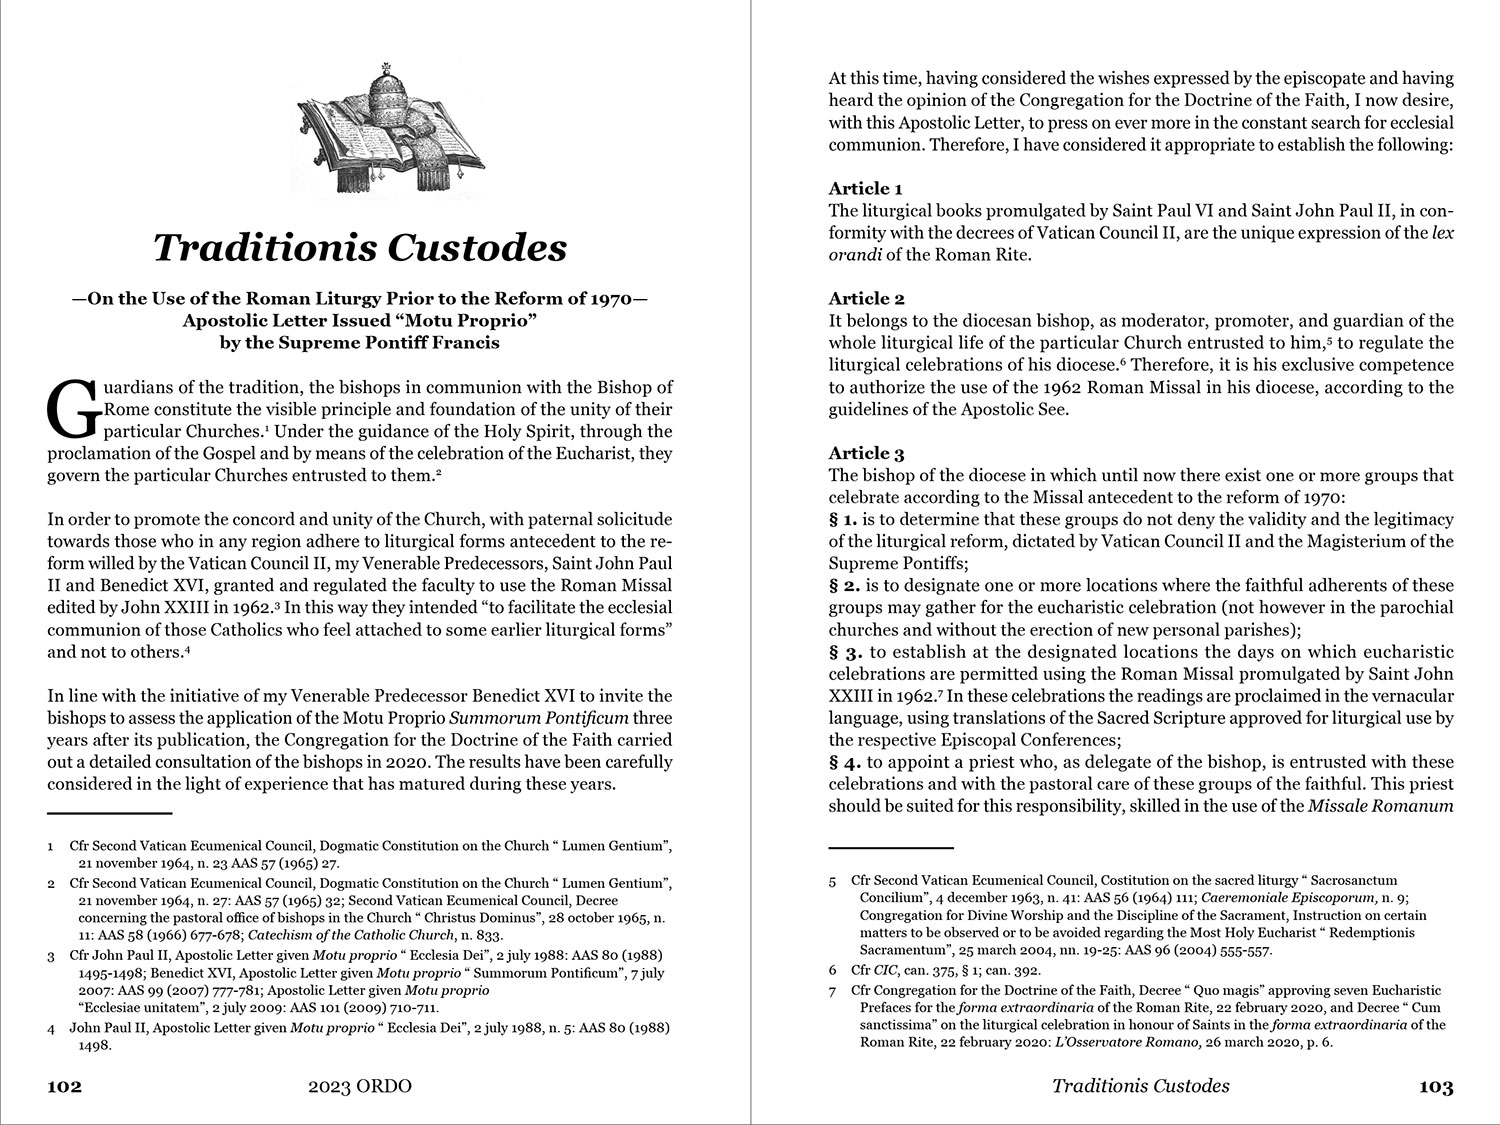 Traditionis Custodes
—On the Use of the Roman Liturgy Prior to the Reform of 1970—
Apostolic Letter Issued “Motu Proprio”
by the Supreme Pontiff Francis
Guardians of the tradition, the bishops in communion with the Bishop of
Rome constitute the visible principle and foundation of the unity of their
particular Churches.¹ Under the guidance of the Holy Spirit, through the
proclamation of the Gospel and by means of the celebration of the Eucharist, they
govern the particular Churches entrusted to them.²
In order to promote the concord and unity of the Church, with paternal solicitude
towards those who in any region adhere to liturgical forms antecedent to the re-
form willed by the Vatican Council II, my Venerable Predecessors, Saint John Paul
II and Benedict XVI, granted and regulated the faculty to use the Roman Missal
edited by John XXIII in 1962.³ In this way they intended “to facilitate the ecclesial
communion of those Catholics who feel attached to some earlier liturgical forms”
and not to others.⁴
In line with the initiative of my Venerable Predecessor Benedict XVI to invite the
bishops to assess the application of the Motu Proprio Summorum Pontificum three
years after its publication, the Congregation for the Doctrine of the Faith carried
out a detailed consultation of the bishops in 2020. The results have been carefully
considered in the light of experience that has matured during these years.
1 Cfr Second Vatican Ecumenical Council, Dogmatic Constitution on the Church “ Lumen Gentium”,
21 november 1964, n. 23 AAS 57 (1965) 27.
2 Cfr Second Vatican Ecumenical Council, Dogmatic Constitution on the Church “ Lumen Gentium”,
21 november 1964, n. 27: AAS 57 (1965) 32; Second Vatican Ecumenical Council, Decree
concerning the pastoral office of bishops in the Church “ Christus Dominus”, 28 october 1965, n.
11: AAS 58 (1966) 677-678; Catechism of the Catholic Church, n. 833.
3 Cfr John Paul II, Apostolic Letter given Motu proprio “ Ecclesia Dei”, 2 july 1988: AAS 80 (1988)
1495-1498; Benedict XVI, Apostolic Letter given Motu proprio “ Summorum Pontificum”, 7 july
2007: AAS 99 (2007) 777-781; Apostolic Letter given Motu proprio
“Ecclesiae unitatem”, 2 july 2009: AAS 101 (2009) 710-711.
4 John Paul II, Apostolic Letter given Motu proprio “ Ecclesia Dei”, 2 july 1988, n. 5: AAS 80 (1988)
1498.
102 2023 ORDO
At this time, having considered the wishes expressed by the episcopate and having
heard the opinion of the Congregation for the Doctrine of the Faith, I now desire,
with this Apostolic Letter, to press on ever more in the constant search for ecclesial
communion. Therefore, I have considered it appropriate to establish the following:
Article 1
The liturgical books promulgated by Saint Paul VI and Saint John Paul II, in con-
formity with the decrees of Vatican Council II, are the unique expression of the lex
orandi of the Roman Rite.
Article 2
It belongs to the diocesan bishop, as moderator, promoter, and guardian of the
whole liturgical life of the particular Church entrusted to him,⁵ to regulate the
liturgical celebrations of his diocese.⁶ Therefore, it is his exclusive competence
to authorize the use of the 1962 Roman Missal in his diocese, according to the
guidelines of the Apostolic See.
Article 3
The bishop of the diocese in which until now there exist one or more groups that
celebrate according to the Missal antecedent to the reform of 1970:
§ 1. is to determine that these groups do not deny the validity and the legitimacy
of the liturgical reform, dictated by Vatican Council II and the Magisterium of the
Supreme Pontiffs;
§ 2. is to designate one or more locations where the faithful adherents of these
groups may gather for the eucharistic celebration (not however in the parochial
churches and without the erection of new personal parishes);
§ 3. to establish at the designated locations the days on which eucharistic
celebrations are permitted using the Roman Missal promulgated by Saint John
XXIII in 1962.⁷ In these celebrations the readings are proclaimed in the vernacular
language, using translations of the Sacred Scripture approved for liturgical use by
the respective Episcopal Conferences;
§ 4. to appoint a priest who, as delegate of the bishop, is entrusted with these
celebrations and with the pastoral care of these groups of the faithful. This priest
should be suited for this responsibility, skilled in the use of the Missale Romanum
5 Cfr Second Vatican Ecumenical Council, Costitution on the sacred liturgy “ Sacrosanctum
Concilium”, 4 december 1963, n. 41: AAS 56 (1964) 111; Caeremoniale Episcoporum, n. 9;
Congregation for Divine Worship and the Discipline of the Sacrament, Instruction on certain
matters to be observed or to be avoided regarding the Most Holy Eucharist “ Redemptionis
Sacramentum”, 25 march 2004, nn. 19-25: AAS 96 (2004) 555-557.
6 Cfr CIC, can. 375, § 1; can. 392.
7 Cfr Congregation for the Doctrine of the Faith, Decree “ Quo magis” approving seven Eucharistic
Prefaces for the forma extraordinaria of the Roman Rite, 22 february 2020, and Decree “ Cum
sanctissima” on the liturgical celebration in honour of Saints in the forma extraordinaria of the
Roman Rite, 22 february 2020: L’Osservatore Romano, 26 march 2020, p. 6.
Traditionis Custodes 103